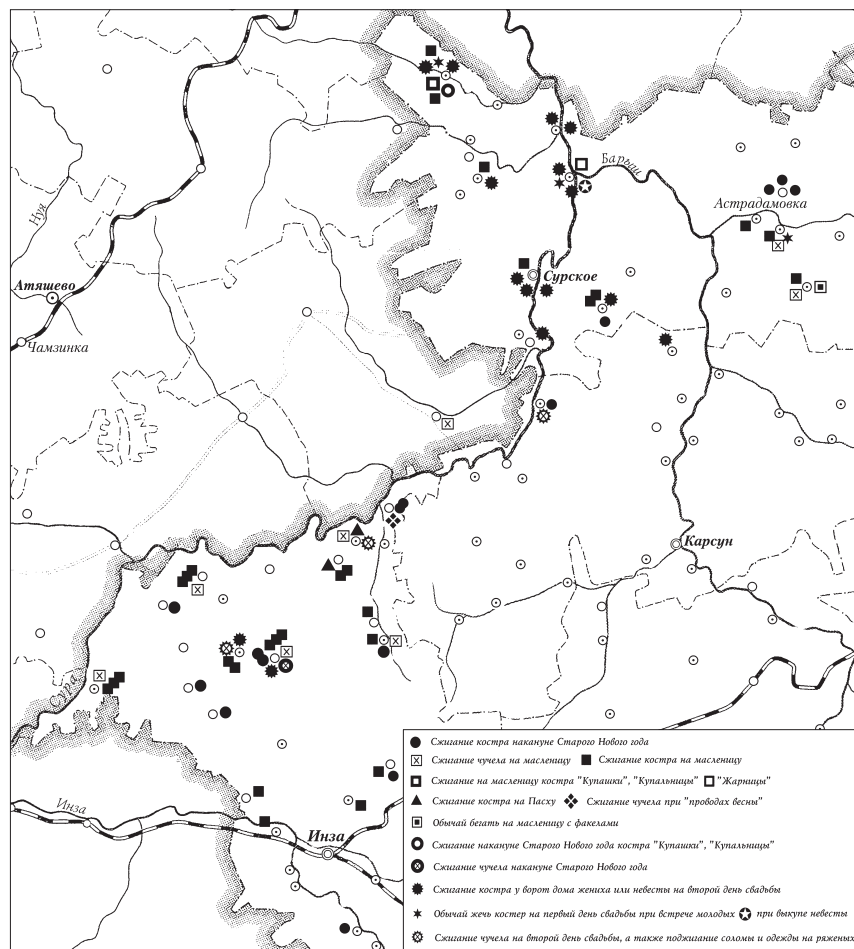 Нуя
Барыш
Астрадамовка
Сурское
Атяшево
Чамзинка
Карсун
Сура
Инза
Инза
Сжигание костра накануне Старого Нового года
Сжигание чучела на масленицу Сжигание костра на масленицу
Сжигание на масленицу костра "Купашки", "Купальницы" "Жарницы"
Сжигание костра на Пасху Сжигание чучела при "проводах весны"
Обычай бегать на масленицу с факелами
Сжигание накануне Старого Нового года костра "Купашки", "Купальницы"
Сжигание чучела накануне Старого Нового года
Сжигание костра у ворот дома жениха или невесты на второй день свадьбы
Обычай жечь костер на первый день свадьбы при встрече молодых при выкупе невесты
Сжигание чучела на второй день свадьбы, а также поджигание соломы и одежды на ряженых